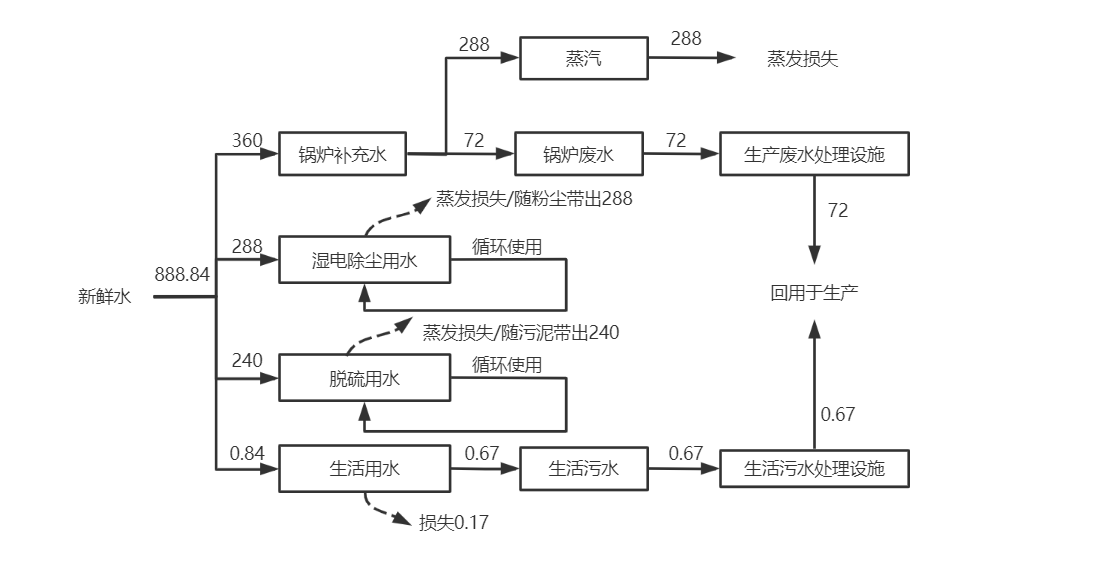 288
蒸汽
288
蒸发损失
360
锅炉补充水
72
锅炉废水
72
生产废水处理设施
蒸发损失/随粉尘带出288
72
288
湿电除尘用水
循环使用
新鲜水
888.84
回用于生产
蒸发损失/随污泥带出240
240
脱硫用水
循环使用
0.67
0.84
生活用水
0.67
生活污水
0.67
生活污水处理设施
损失0.17